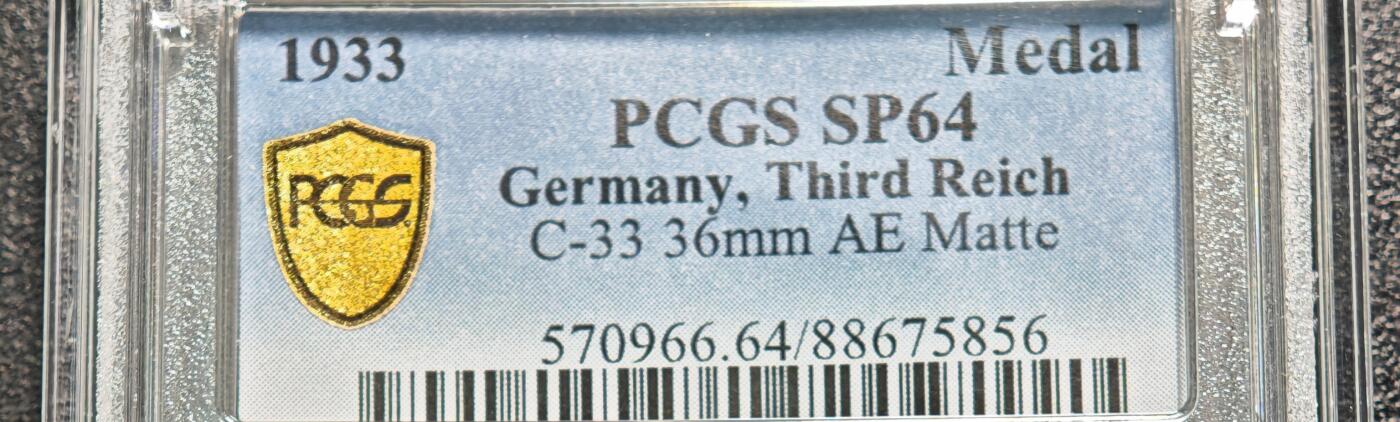 1933 Medal
PCGS SP64
PCGS
Germany, Third Reich
C-33 36mm AE Matte
570966.64/88675856